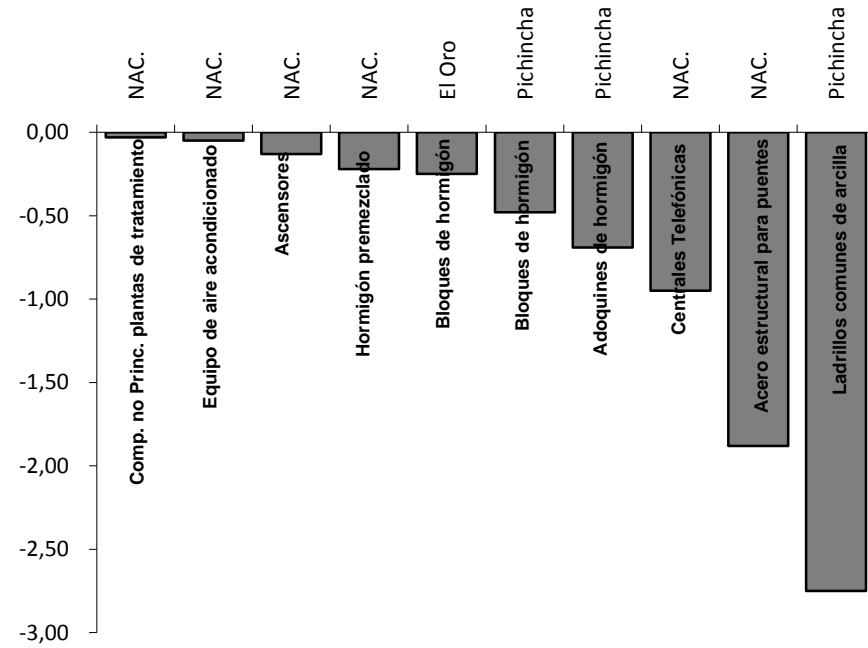 NAC.
NAC.
NAC.
NAC.
El Oro
Pichincha
Pichincha
NAC.
NAC.
Pichincha
0,00
-0,50
-1,00
-1,50
-2,00
-2,50
-3,00
Comp. no Princ. plantas de tratamiento
Equipo de aire acondicionado
Ascensores
Hormigón premezclado
Bloques de hormigón
Bloques de hormigón
Adoquines de hormigón
Centrales Telefónicas
Acero estructural para puentes
Ladrillos comunes de arcilla